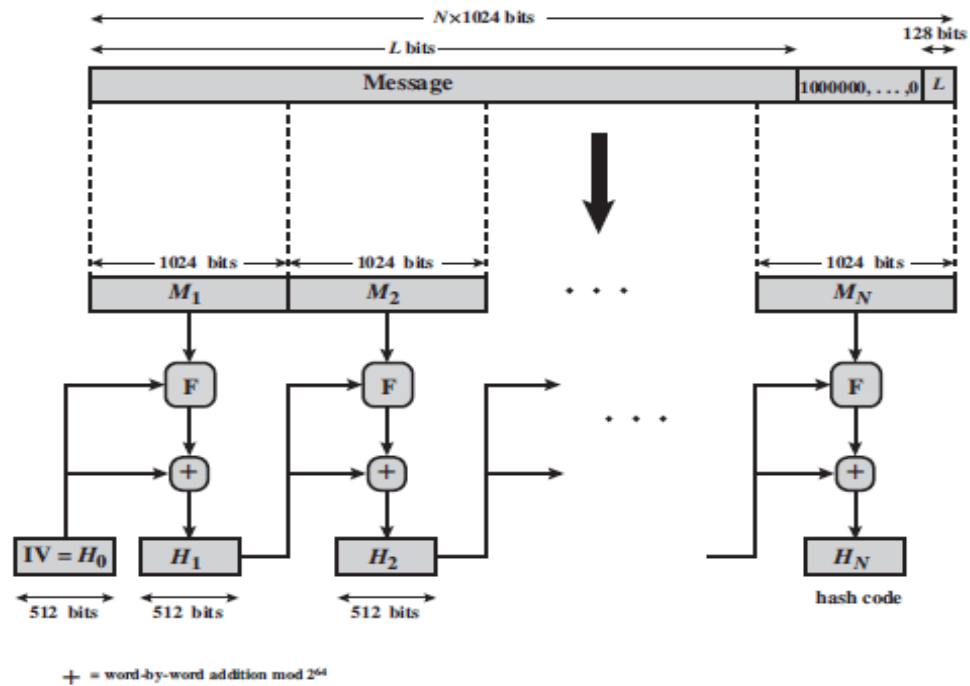 N×1024 bits
L bits
128 bits
Message
1000000, . . . ,0
L
1024 bits
1024 bits
1024 bits
M1
M2
. . .
MN
F
F
F
. . .
+
+
+
IV = H0
H1
H2
HN
512 bits
512 bits
512 bits
hash code
+ = word-by-word addition mod 2^64